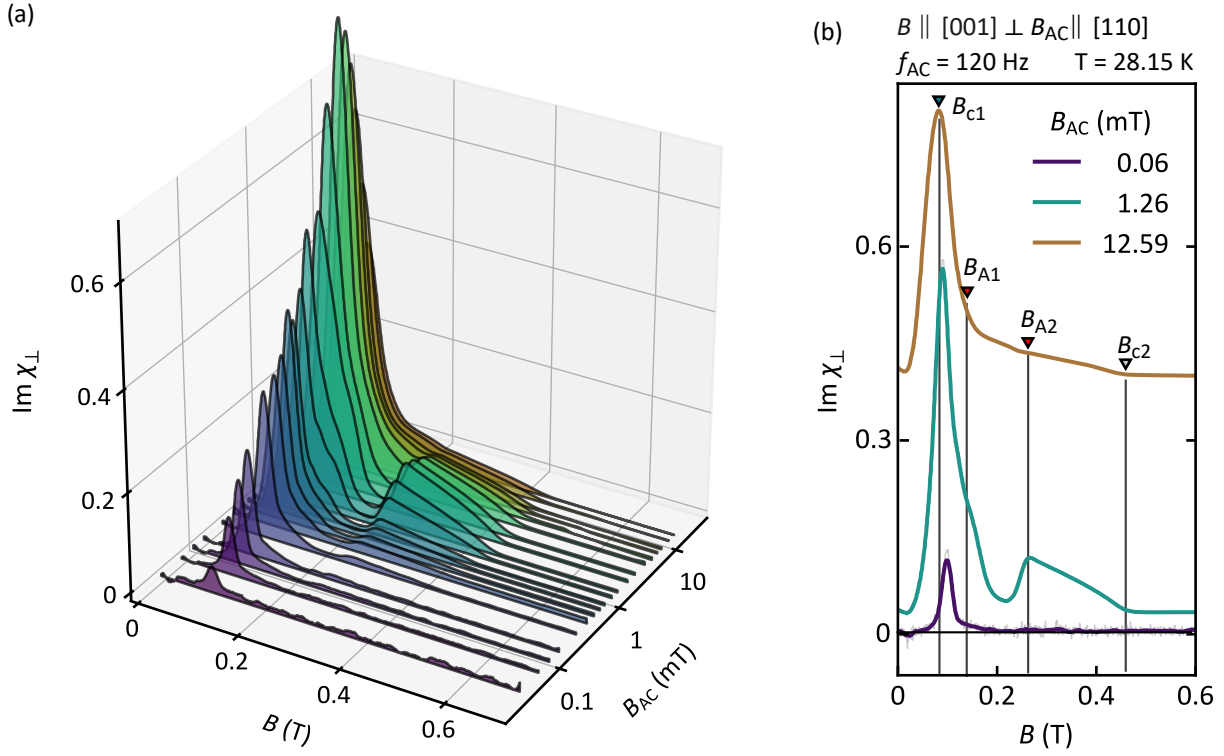 (a)
Im χ⊥
0.6
0.4
0.2
0
0
0.2
0.4
0.6
B (T)
0.1
1
10
B_AC (mT)
(b)
B ∥ [001] ⊥ B_AC ∥ [110]
f_AC = 120 Hz T = 28.15 K
B_c1
B_AC (mT)
0.06
1.26
12.59
B_A1
B_A2
B_c2
Im χ⊥
0.6
0.3
0
0
0.2
0.4
0.6
B (T)